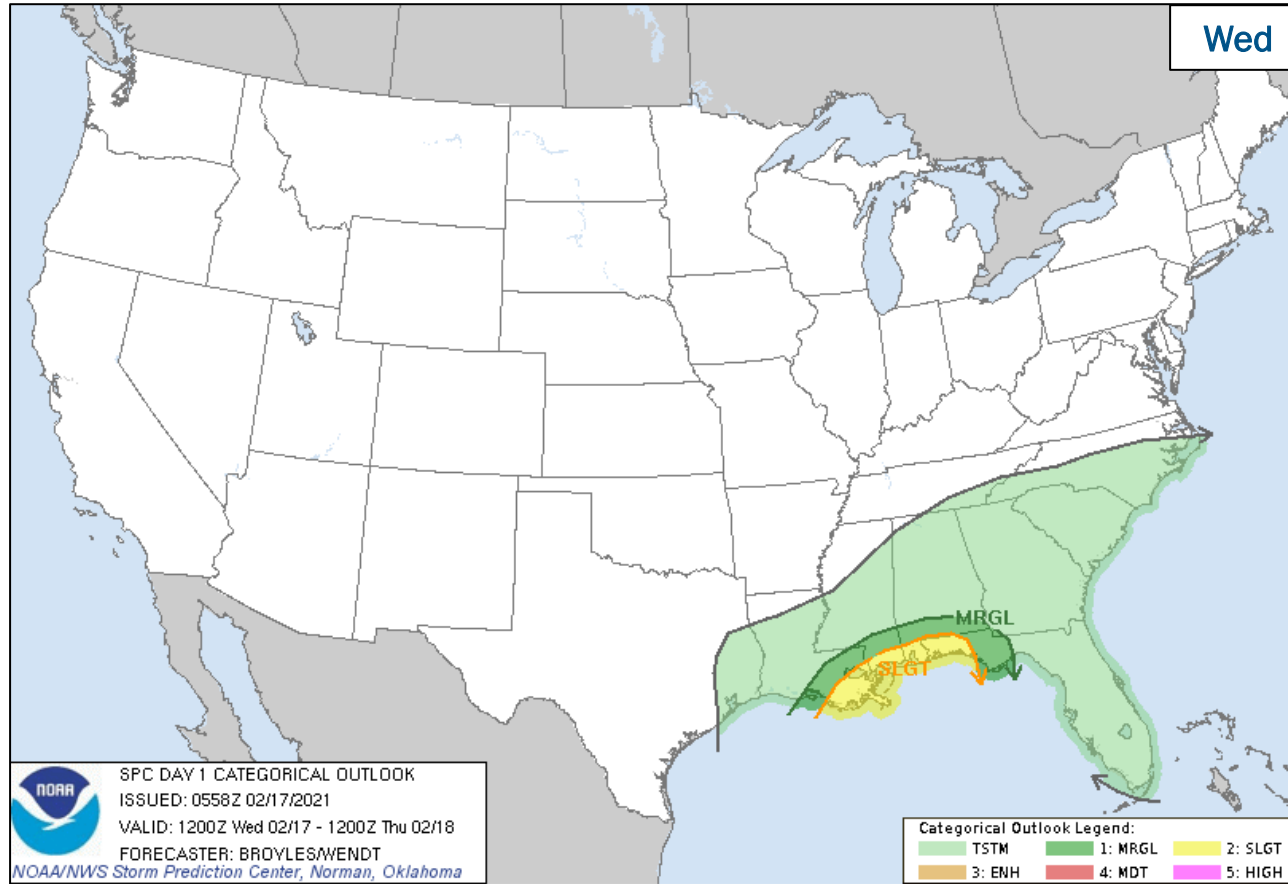 Wed
MRGL
SLGT
NOAA
SPC DAY 1 CATEGORICAL OUTLOOK
ISSUED: 0558Z 02/17/2021
VALID: 1200Z Wed 02/17 - 1200Z Thu 02/18
FORECASTER: BROYLES/WENDT
NOAA/NWS Storm Prediction Center, Norman, Oklahoma
Categorical Outlook Legend:
TSTM 1: MRGL 2: SLGT
3: ENH 4: MDT 5: HIGH